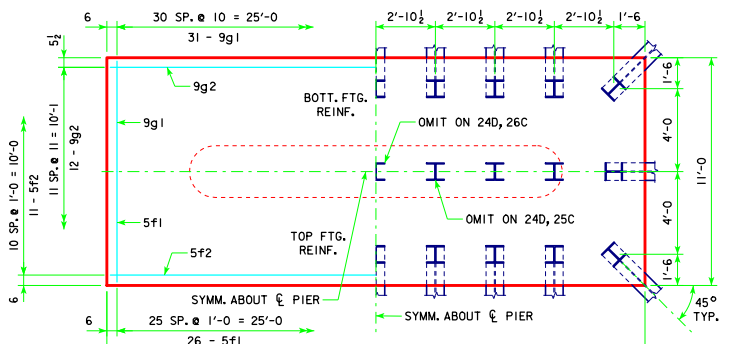 6
30 SP. @ 10 = 25'-0
31 - 9g1
2'-10½
2'-10½
2'-10½
2'-10½
1'-6
5½
9g2
BOTT. FTG.
REINF.
1'-6
9g1
OMIT ON 24D, 26C
4'-0
10 SP. @ 1'-0 = 10'-0
11 - 5f2
11 SP. @ 11 = 10'-1
12 - 9g2
11'-0
5f1
OMIT ON 24D, 25C
4'-0
TOP FTG.
REINF.
5f2
1'-6
6
SYMM. ABOUT ℄ PIER
45°
TYP.
6
25 SP. @ 1'-0 = 25'-0
26 - 5f1
SYMM. ABOUT ℄ PIER